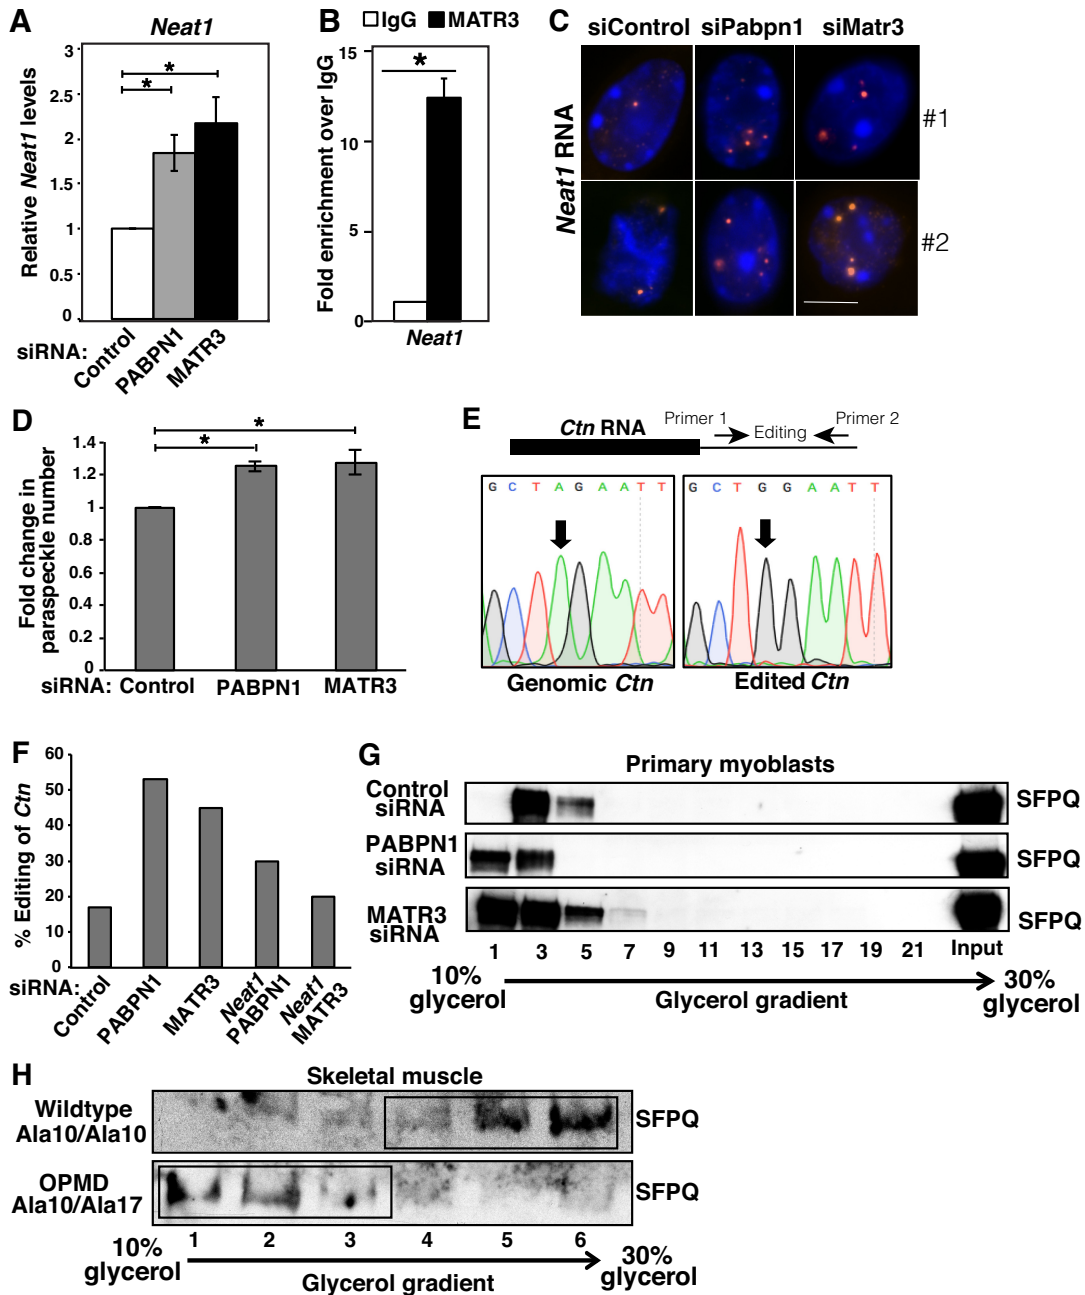 A
Neat1
Relative Neat1 levels
3
2.5
2
1.5
1
0.5
0
*
*
siRNA:
Control
PABPN1
MATR3
B
IgG MATR3
Fold enrichment over IgG
15
10
5
0
*
Neat1
C
siControl siPabpn1 siMatr3
Neat1 RNA
#1
#2
D
Fold change in
paraspeckle number
1.4
1.2
1
0.8
0.6
0.4
0.2
0
*
*
siRNA: Control PABPN1 MATR3
E
Ctn RNA
Primer 1
Editing
Primer 2
G C T A G A A T T
G C T G G A A T T
Genomic Ctn
Edited Ctn
F
% Editing of Ctn
60
50
40
30
20
10
0
siRNA:
Control
PABPN1
MATR3
Neat1
PABPN1
Neat1
MATR3
G
Primary myoblasts
Control
siRNA
SFPQ
PABPN1
siRNA
SFPQ
MATR3
siRNA
SFPQ
1 3 5 7 9 11 13 15 17 19 21 Input
10%
glycerol
Glycerol gradient
30%
glycerol
H
Skeletal muscle
Wildtype
Ala10/Ala10
SFPQ
OPMD
Ala10/Ala17
SFPQ
1 2 3 4 5 6
10%
glycerol
Glycerol gradient
30%
glycerol